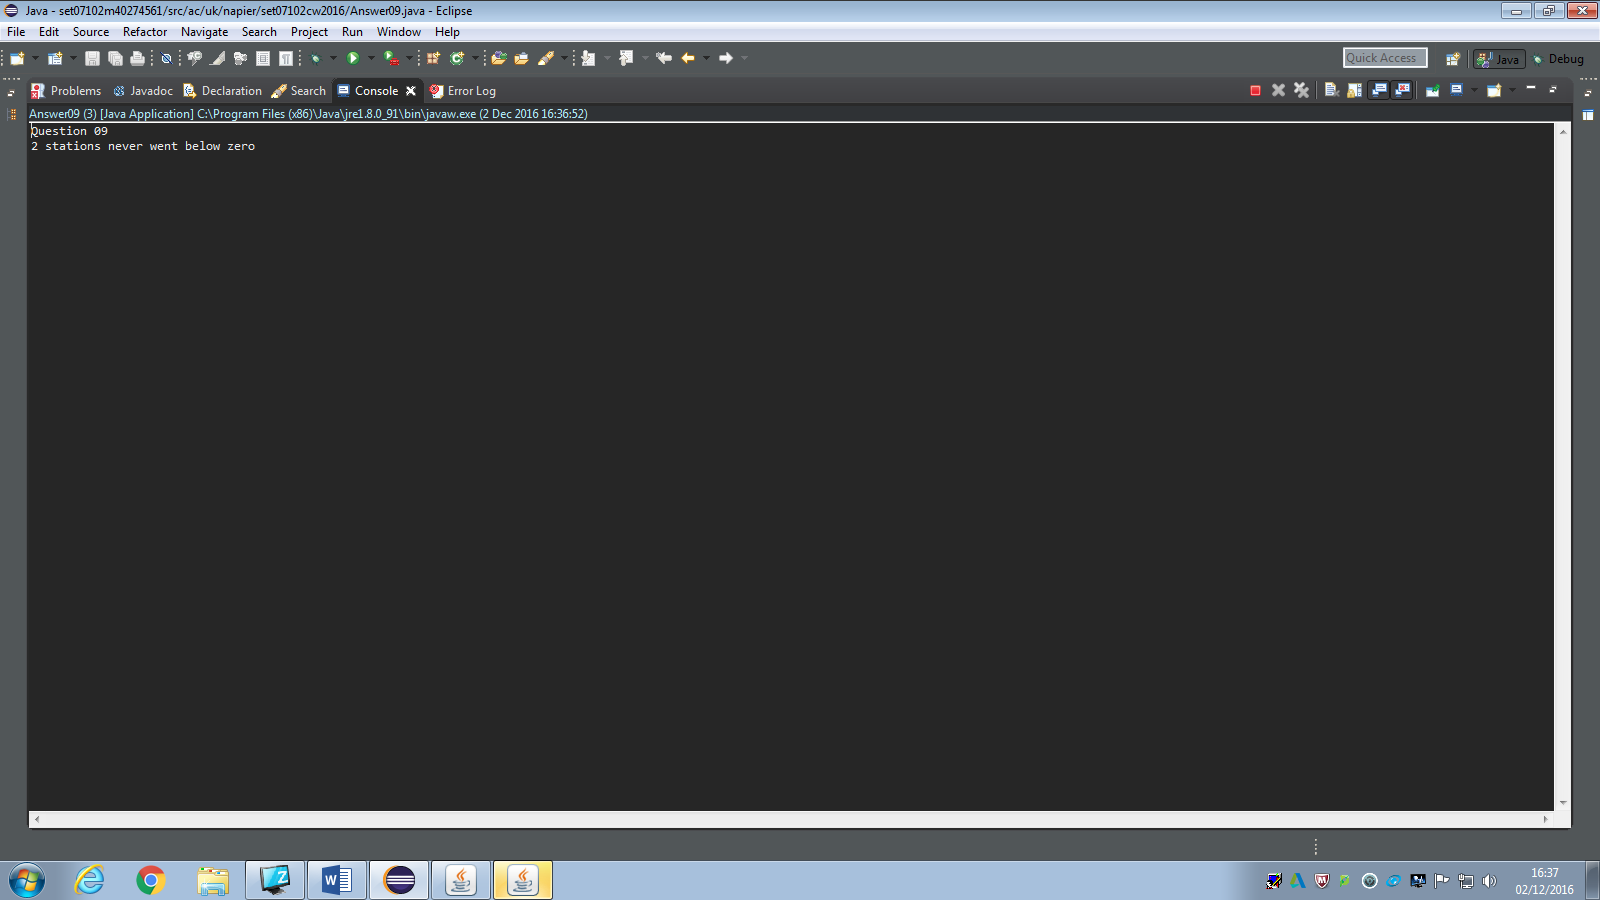 Java - set07102m40274561/src/ac/uk/napier/set07102cw2016/Answer09.java - Eclipse
File Edit Source Refactor Navigate Search Project Run Window Help
Quick Access Java Debug
Problems Javadoc Declaration Search Console Error Log
Answer09 (3) [Java Application] C:\Program Files (x86)\Java\jre1.8.0_91\bin\javaw.exe (2 Dec 2016 16:36:52)
Question 09
2 stations never went below zero
16:37
02/12/2016